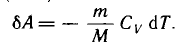 δA = − m/M C_V dT.